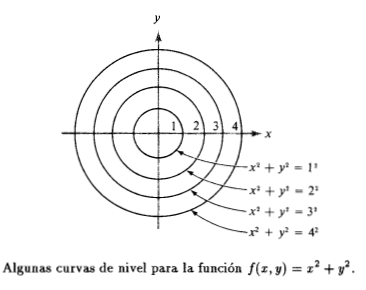 y
1 2 3 4 x
x² + y² = 1²
x² + y² = 2²
x² + y² = 3²
x² + y² = 4²
Algunas curvas de nivel para la función f(x, y) = x² + y².